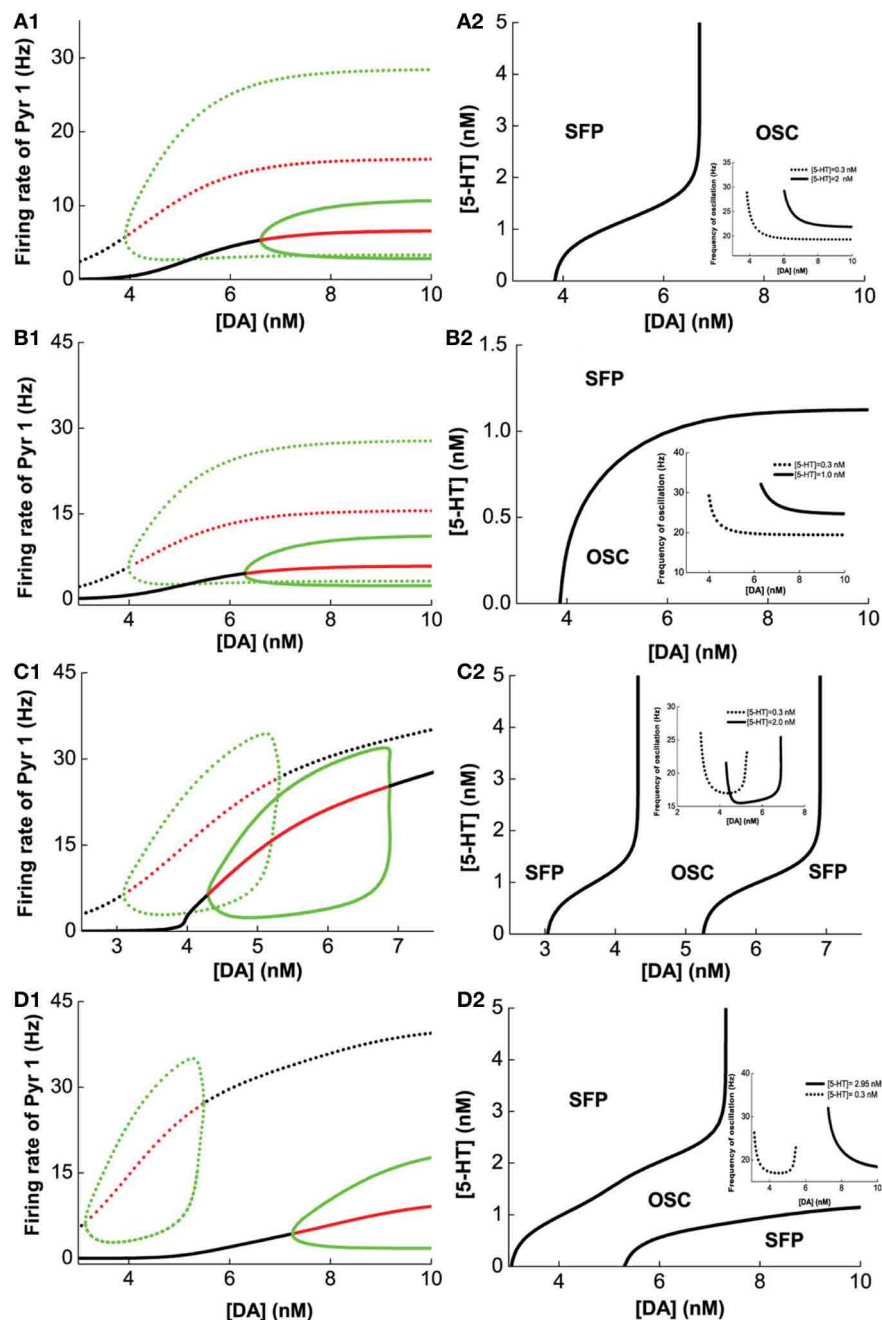 A1
Firing rate of Pyr 1 (Hz)
30
20
10
0
4
6
8
10
[DA] (nM)
A2
[5-HT] (nM)
5
4
3
2
1
0
SFP
OSC
4
6
8
10
[DA] (nM)
Frequency of oscillation (Hz)
35
30
25
20
[5-HT]=0.3 nM
[5-HT]=2 nM
4
6
8
10
[DA] (nM)
B1
Firing rate of Pyr 1 (Hz)
45
30
15
0
4
6
8
10
[DA] (nM)
B2
[5-HT] (nM)
1.5
1.0
0.5
0.0
SFP
OSC
4
6
8
10
[DA] (nM)
Frequency of oscillation (Hz)
40
30
20
10
[5-HT]=0.3 nM
[5-HT]=1.0 nM
4
6
8
10
[DA] (nM)
C1
Firing rate of Pyr 1 (Hz)
45
30
15
0
3
4
5
6
7
[DA] (nM)
C2
[5-HT] (nM)
5
4
3
2
1
0
SFP
OSC
SFP
3
4
5
6
7
[DA] (nM)
Frequency of oscillation (Hz)
30
25
20
15
[5-HT]=0.3 nM
[5-HT]=2.0 nM
2
4
6
8
[DA] (nM)
D1
Firing rate of Pyr 1 (Hz)
45
30
15
0
4
6
8
10
[DA] (nM)
D2
[5-HT] (nM)
5
4
3
2
1
0
SFP
OSC
SFP
4
6
8
10
[DA] (nM)
Frequency of oscillation (Hz)
40
30
20
[5-HT]= 2.95 nM
[5-HT]= 0.3 nM
4
6
8
10
[DA] (nM)